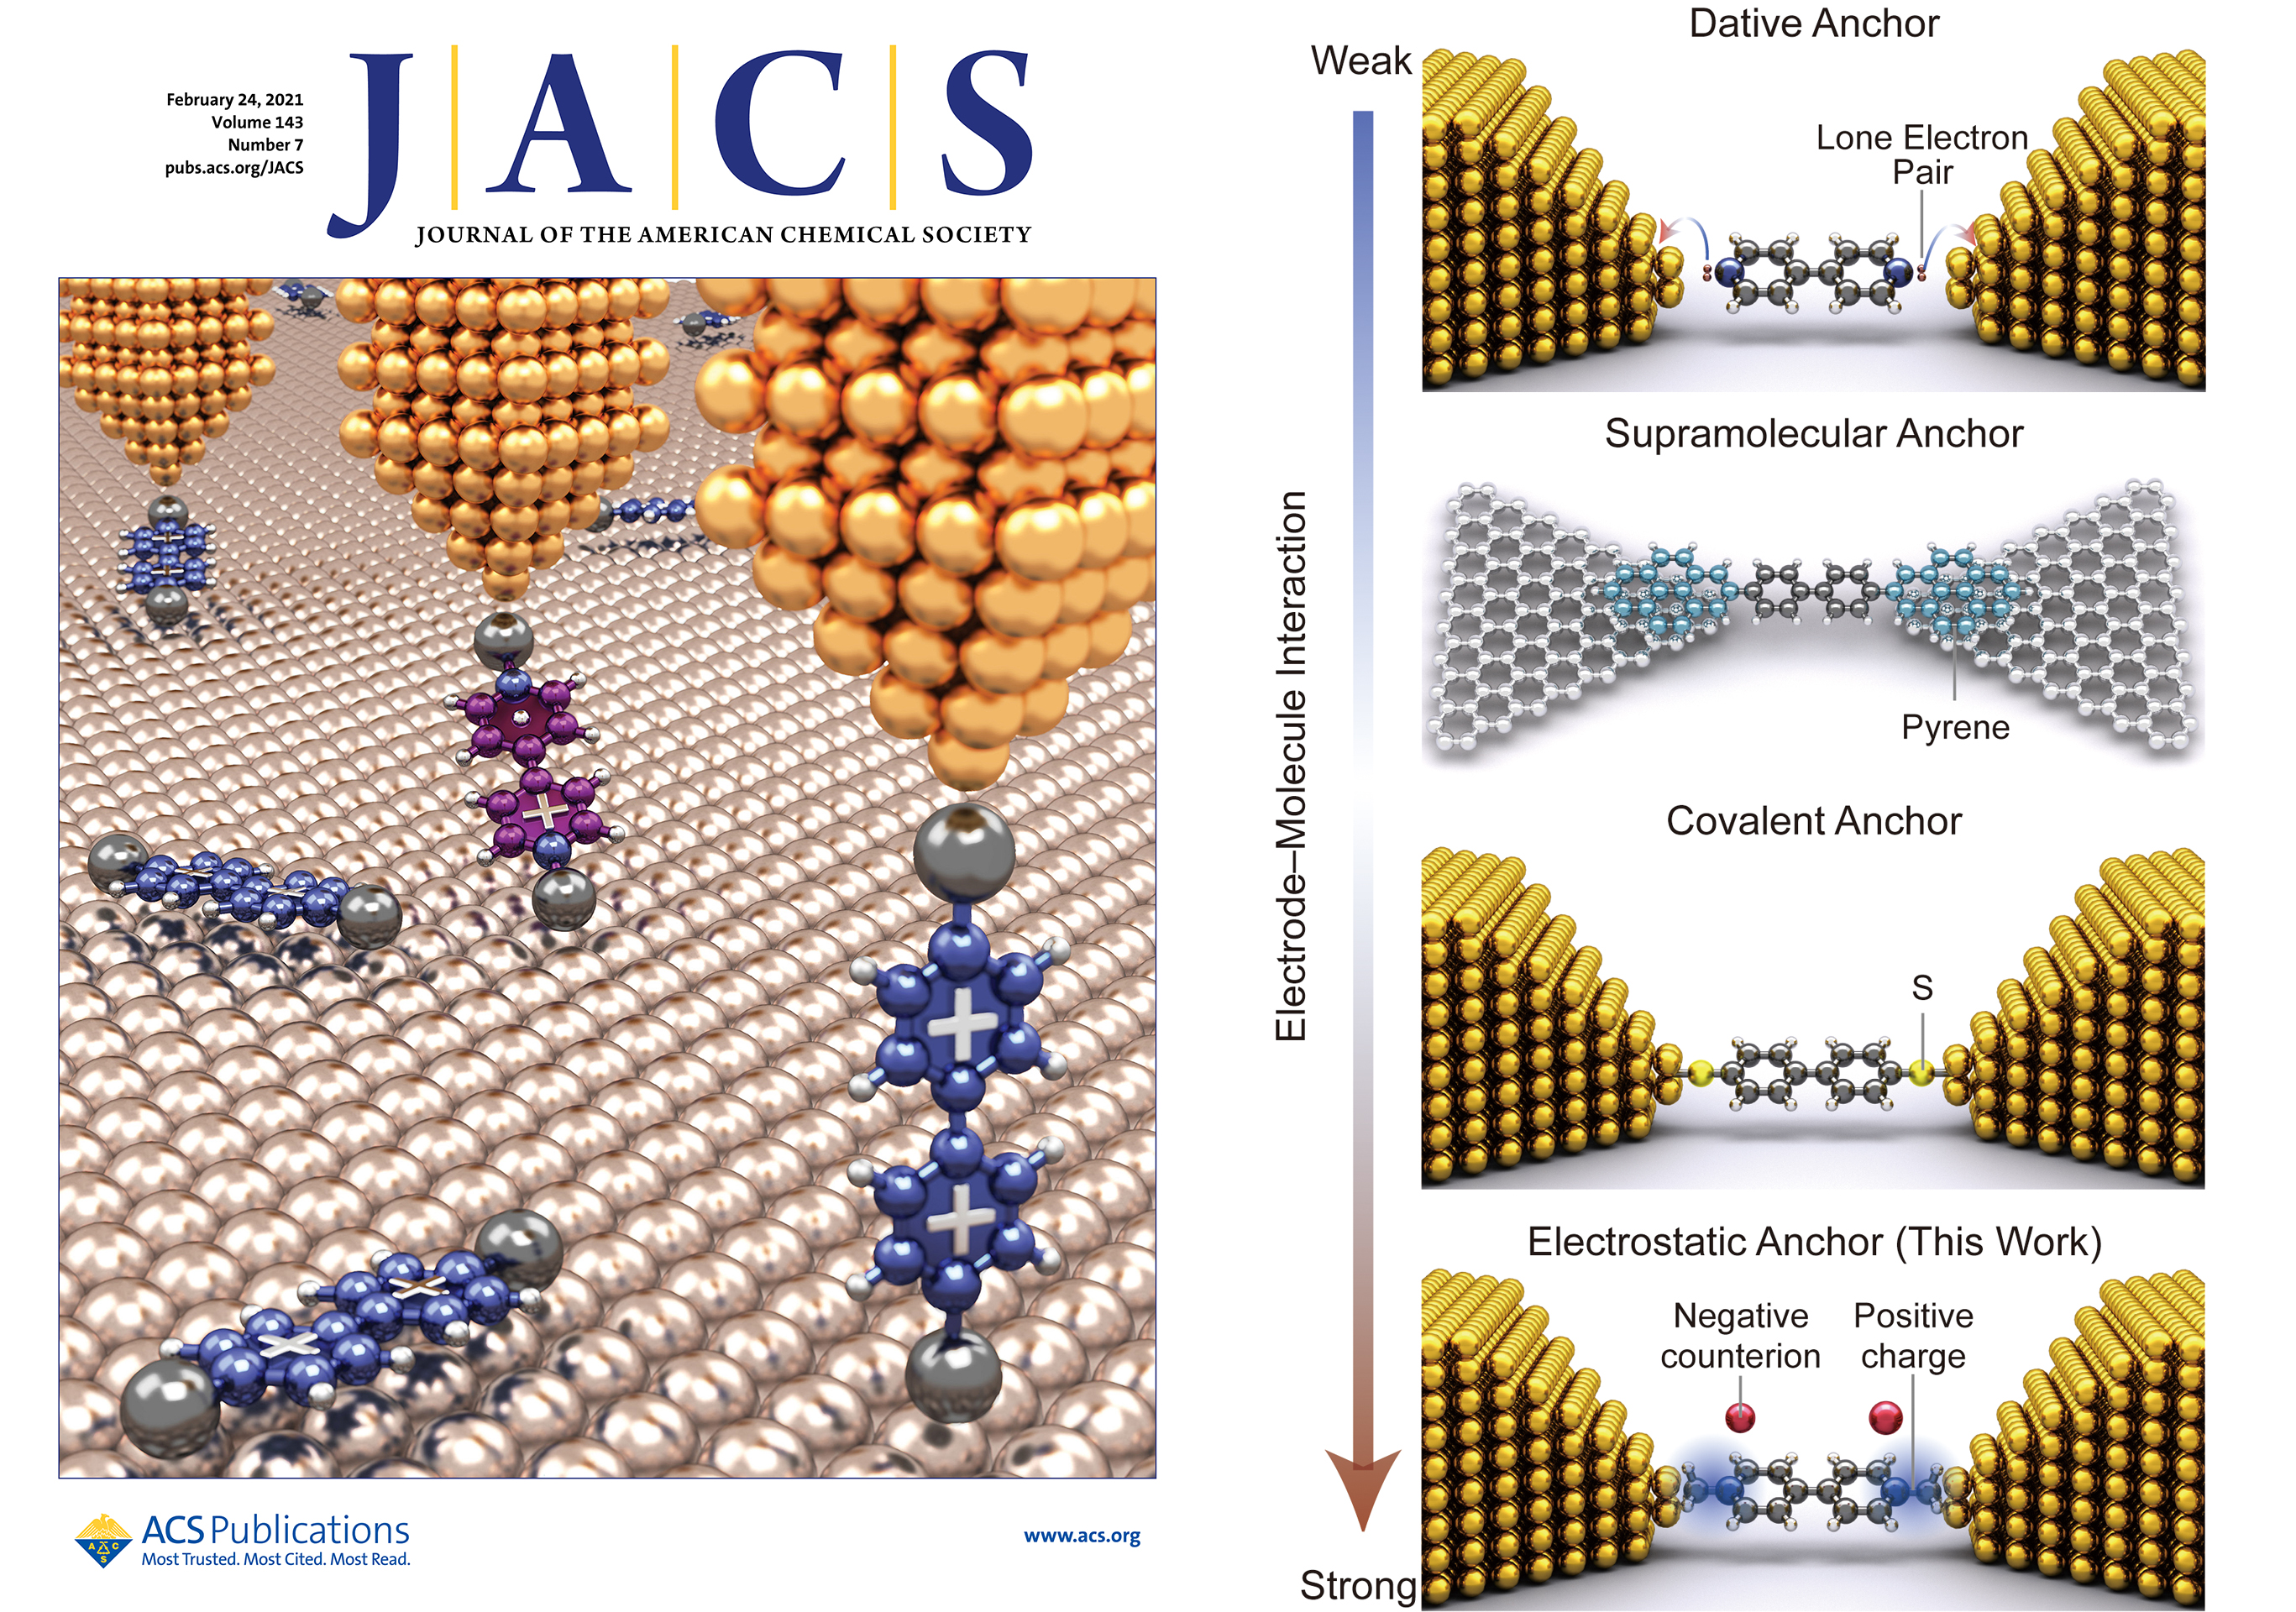 February 24, 2021
Volume 143
Number 7
pubs.acs.org/JACS
J|A|C|S
JOURNAL OF THE AMERICAN CHEMICAL SOCIETY
ACS Publications
Most Trusted. Most Cited. Most Read.
A C S
www.acs.org
Weak
Electrode–Molecule Interaction
Strong
Dative Anchor
Lone Electron
Pair
Supramolecular Anchor
Pyrene
Covalent Anchor
S
Electrostatic Anchor (This Work)
Negative
counterion
Positive
charge